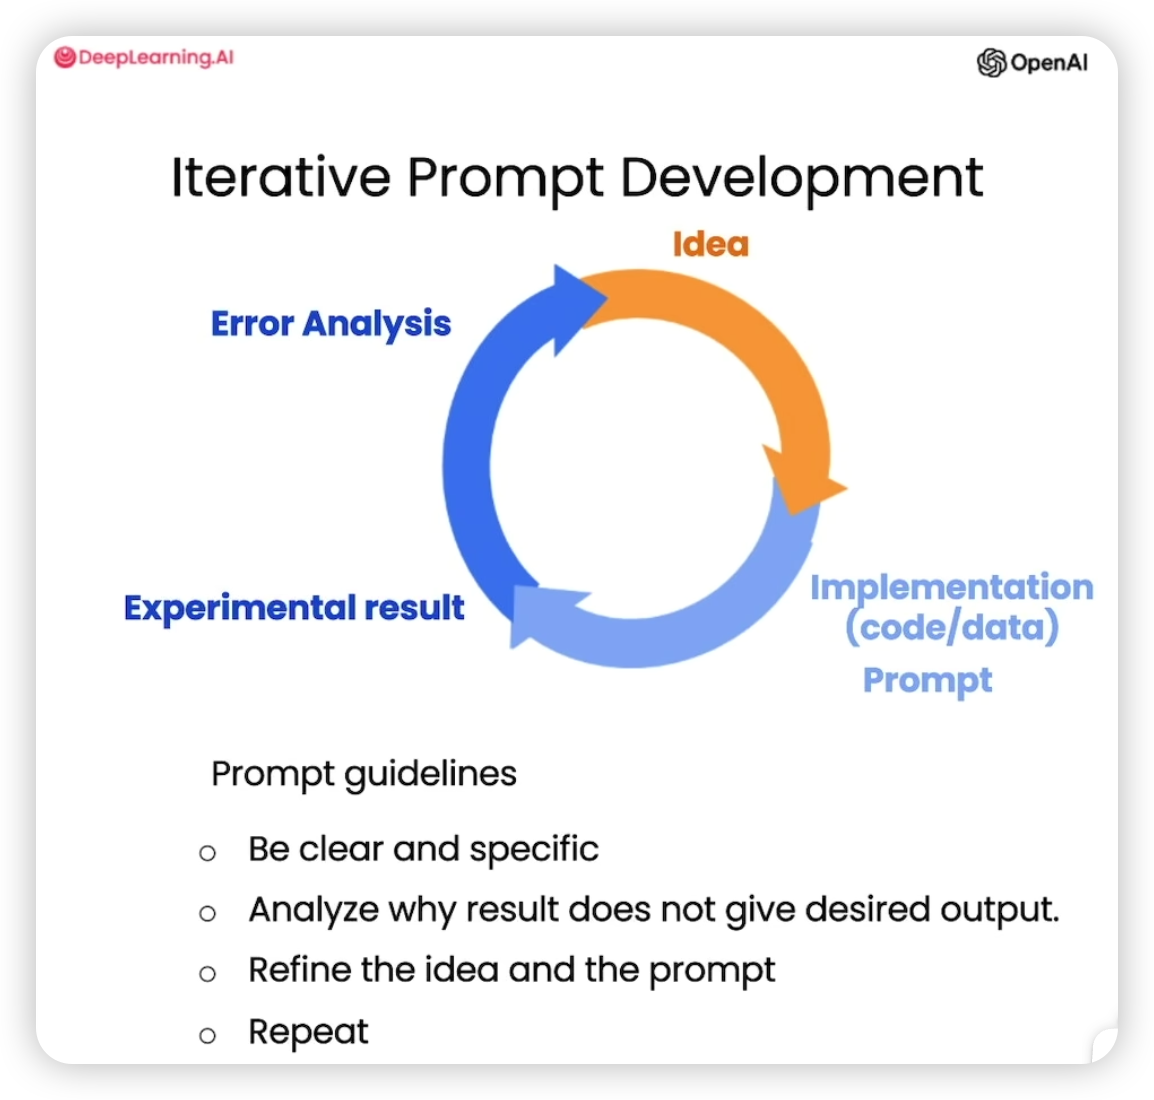 DeepLearning.AI
OpenAI
Iterative Prompt Development
Idea
Error Analysis
Experimental result
Implementation
(code/data)
Prompt
Prompt guidelines
Be clear and specific
Analyze why result does not give desired output.
Refine the idea and the prompt
Repeat